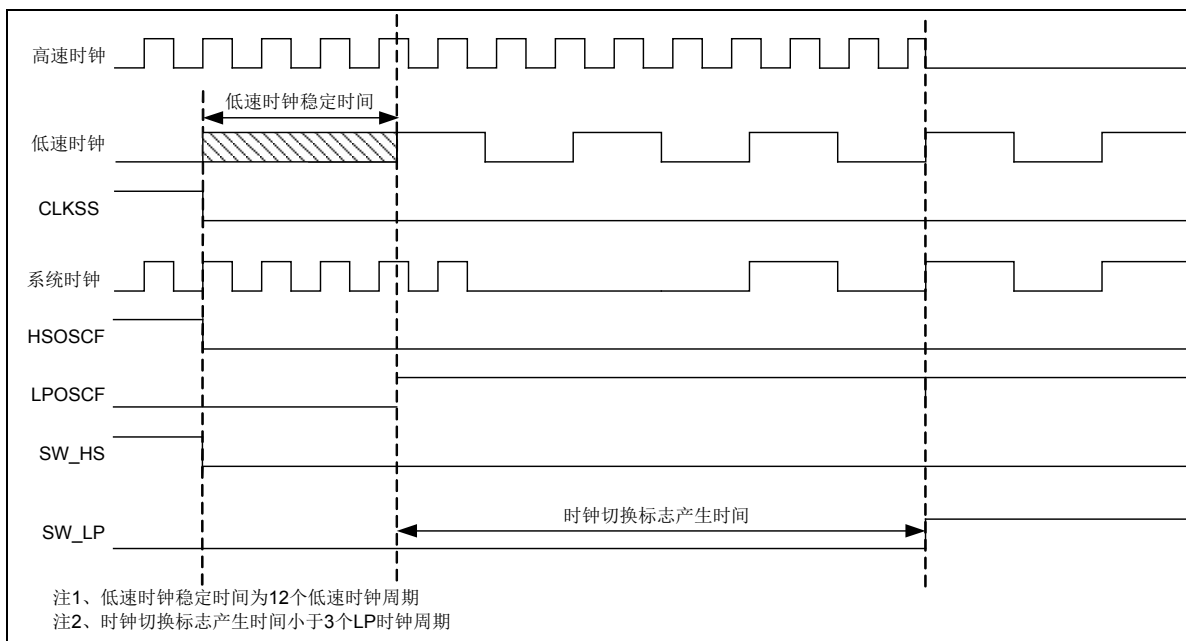 高速时钟
低速时钟稳定时间
低速时钟
CLKSS
系统时钟
HSOSCF
LPOSCF
SW_HS
时钟切换标志产生时间
SW_LP
注1、低速时钟稳定时间为12个低速时钟周期
注2、时钟切换标志产生时间小于3个LP时钟周期